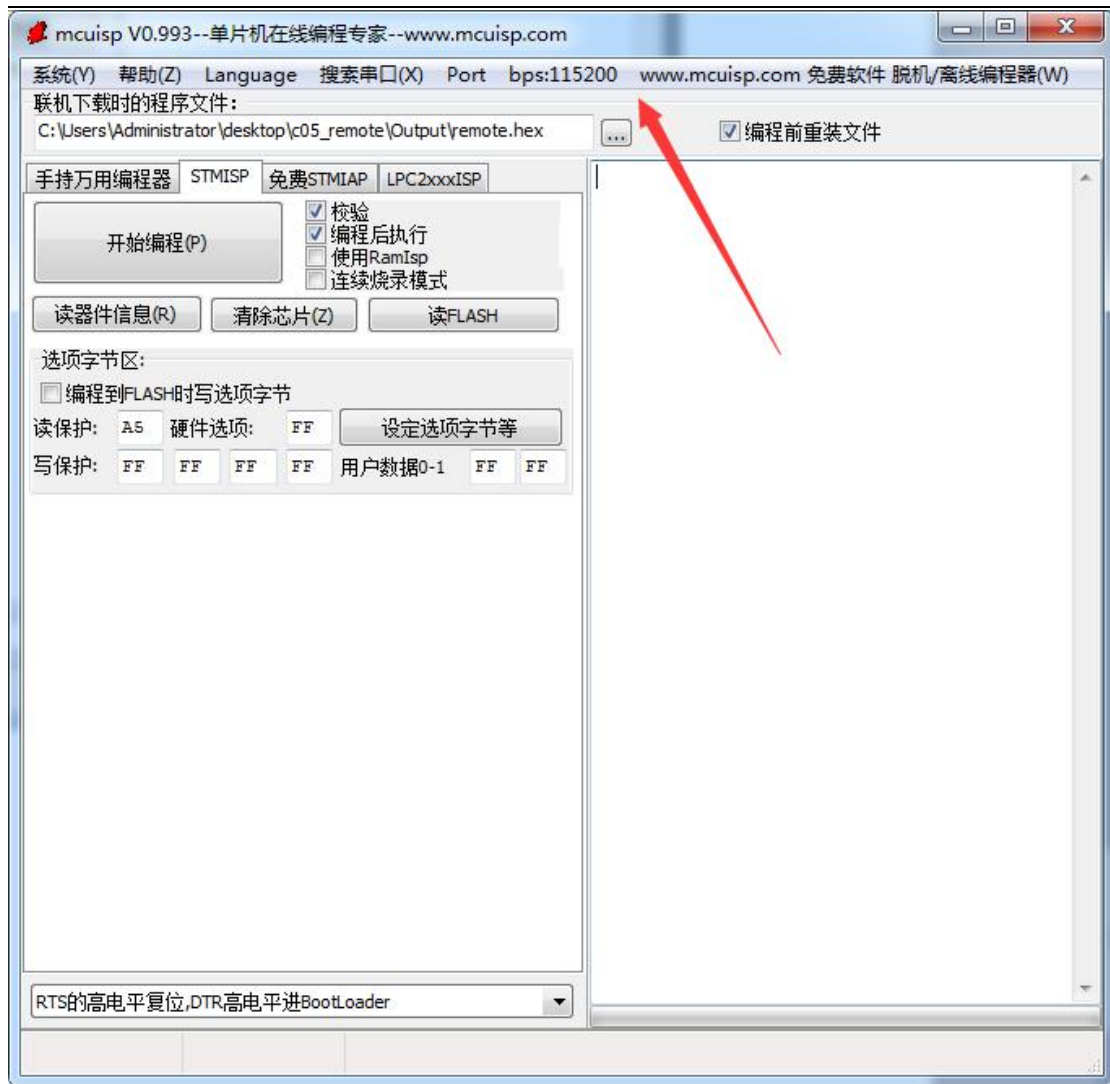 mcuisp V0.993--单片机在线编程专家--www.mcuisp.com
系统(Y) 帮助(Z) Language 搜索串口(X) Port bps:115200 www.mcuisp.com 免费软件 脱机/离线编程器(W)
联机下载时的程序文件:
C:\Users\Administrator\desktop\c05_remote\Output\remote.hex ... 编程前重装文件
手持万用编程器 STMISP 免费STMIAP LPC2xxxISP
开始编程(P)
校验
编程后执行
使用RamIsp
连续烧录模式
读器件信息(R) 清除芯片(Z) 读FLASH
选项字节区:
编程到FLASH时写选项字节
读保护: A5 硬件选项: FF 设定选项字节等
写保护: FF FF FF FF 用户数据0-1 FF FF
RTS的高电平复位,DTR高电平进BootLoader